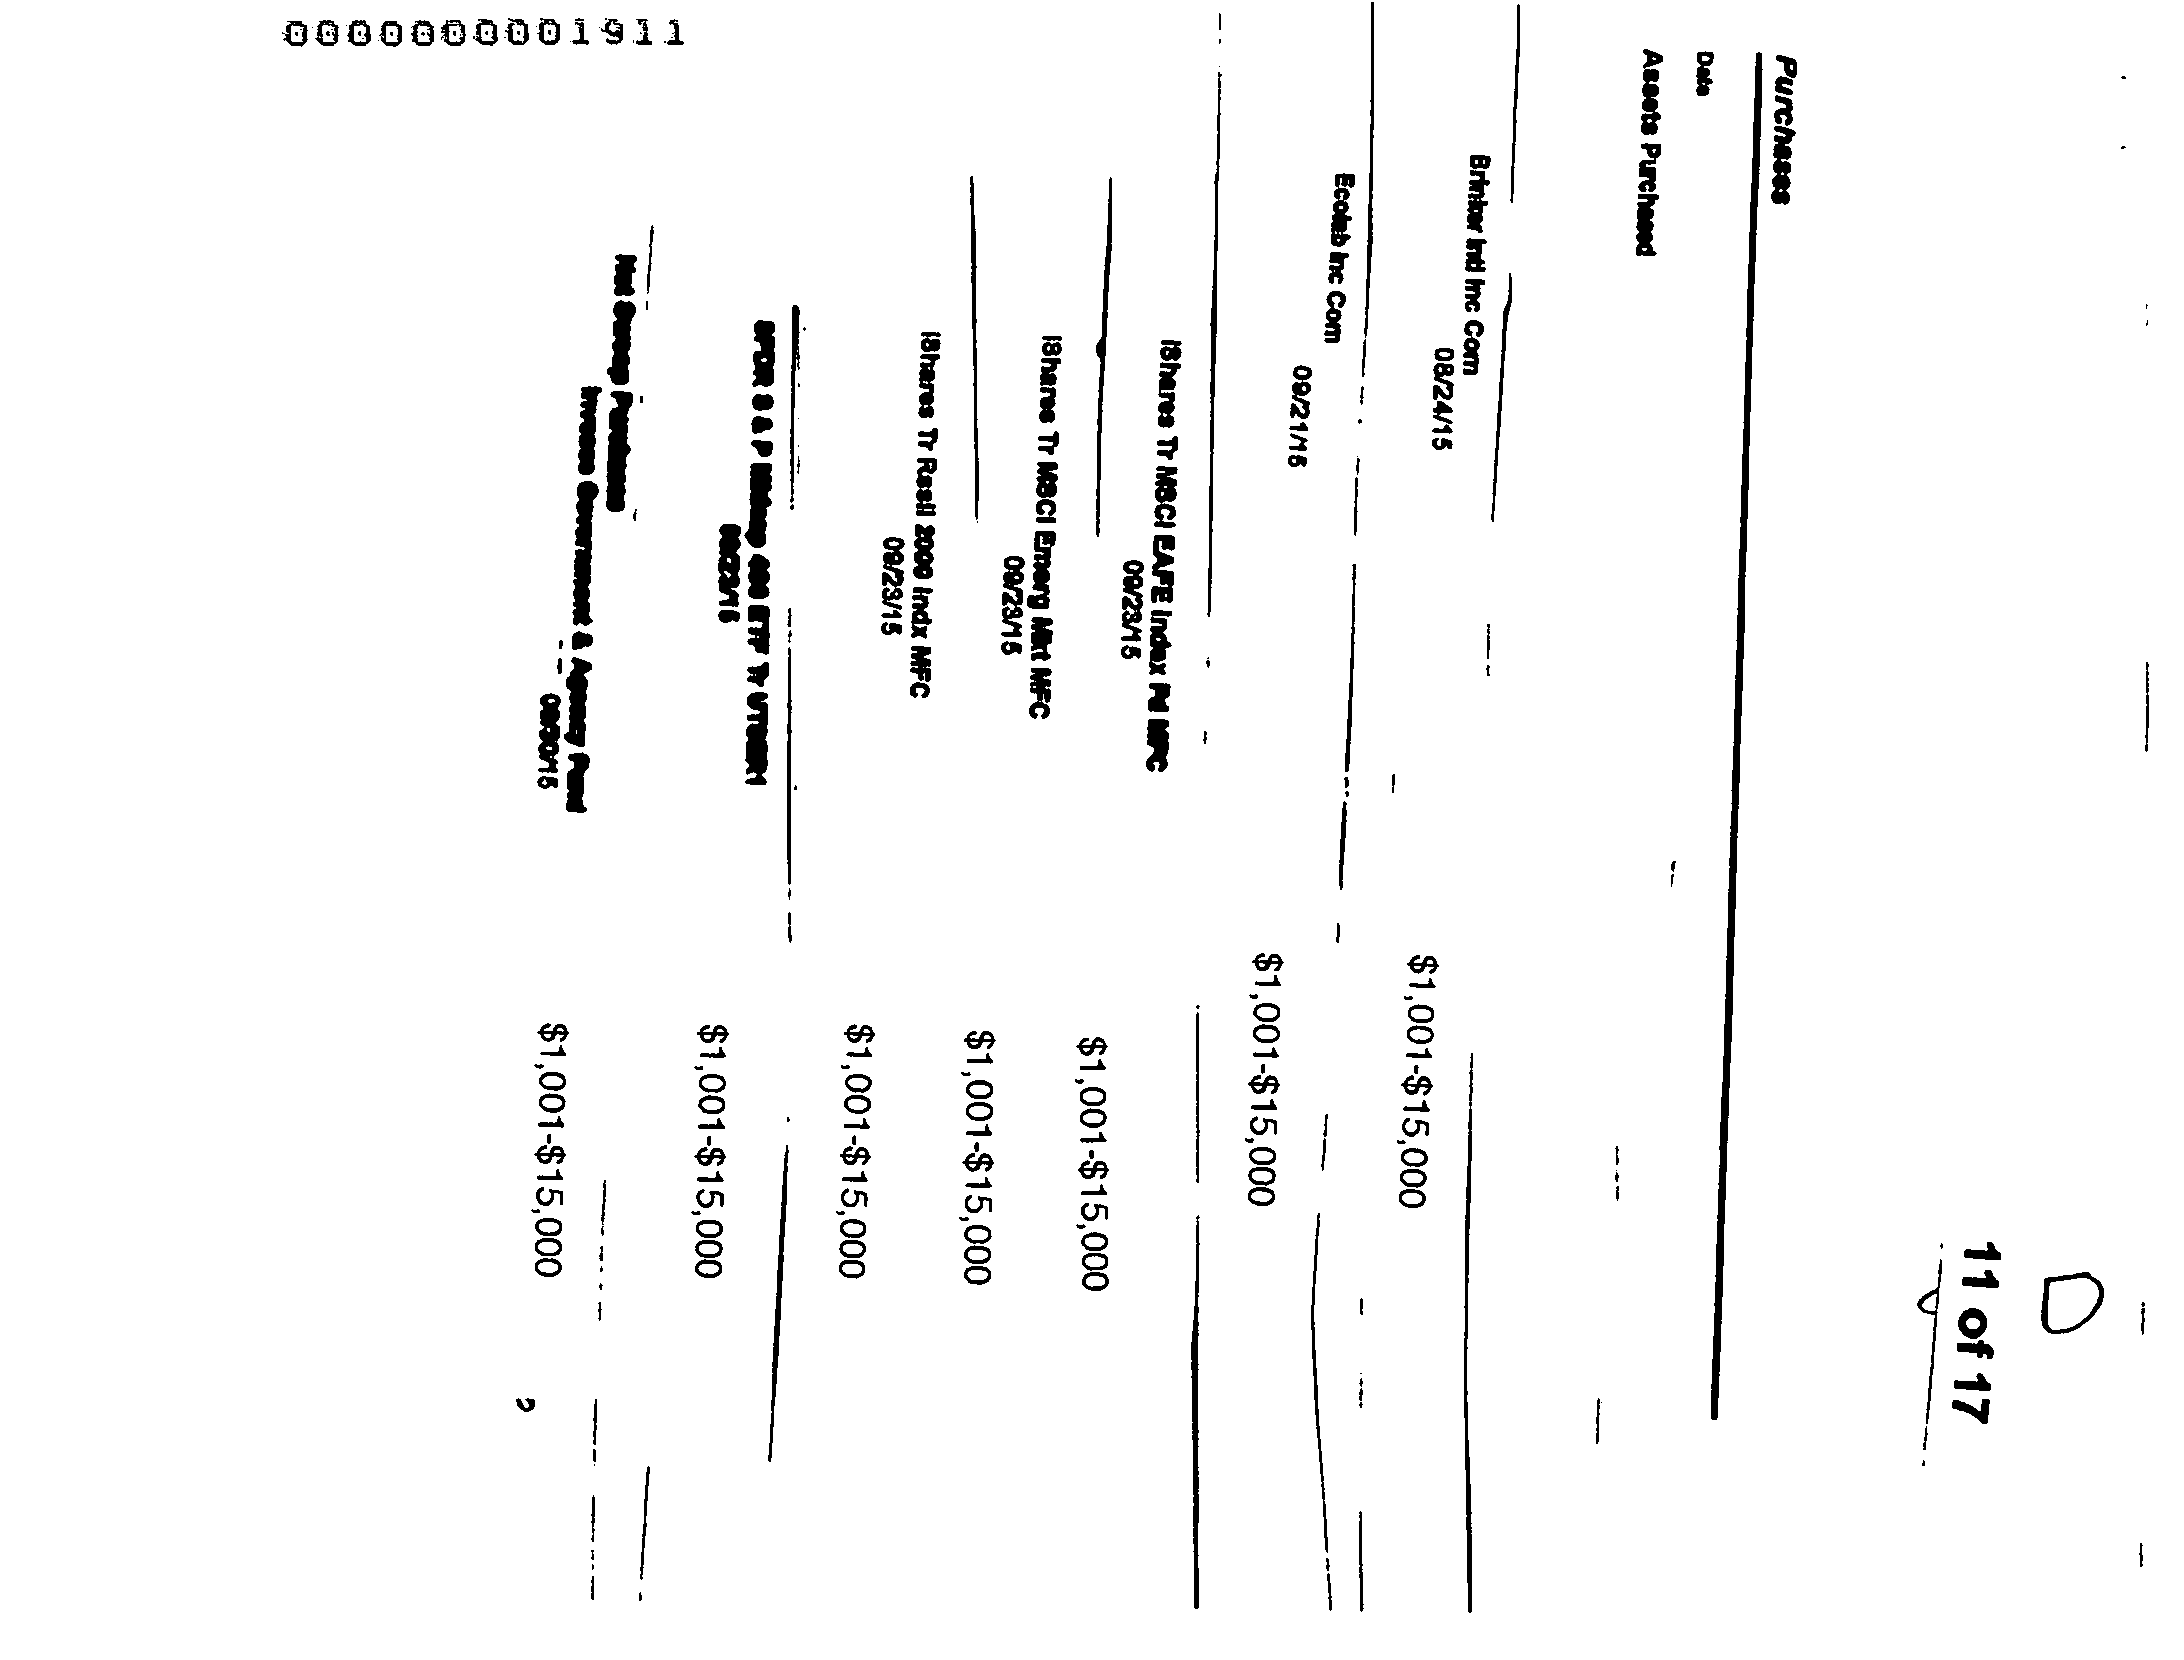 11 of 17
Purchases
Date
Assets Purchased
Brinker Intl Inc Com
08/24/15 $1,001-$15,000
Ecolab Inc Com
09/21/15 $1,001-$15,000
IShares Tr MSCI EAFE Index Fd MFC
09/23/15 $1,001-$15,000
IShares Tr MSCI Emerg Mkt MFC
09/23/15 $1,001-$15,000
IShares Tr Rssll 2000 Indx MFC
09/23/15 $1,001-$15,000
SPDR S & P Midcap 400 ETF Tr
09/23/15 $1,001-$15,000
Net Sweep Purchases
Invesco Government & Agency Fund
09/30/15 $1,001-$15,000
0000000001911